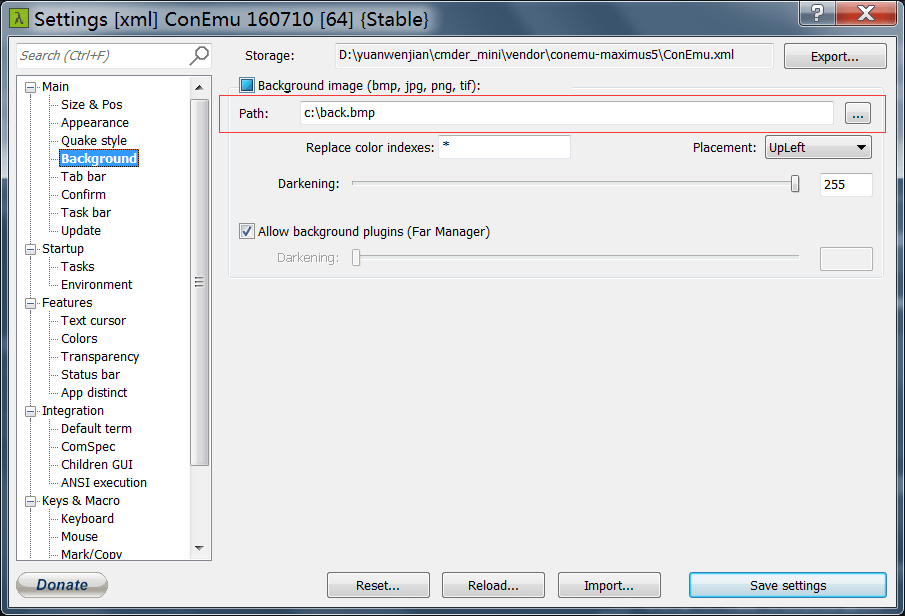 Settings [xml] ConEmu 160710 [64] {Stable}
Search (Ctrl+F)
Main
Size & Pos
Appearance
Quake style
Background
Tab bar
Confirm
Task bar
Update
Startup
Tasks
Environment
Features
Text cursor
Colors
Transparency
Status bar
App distinct
Integration
Default term
ComSpec
Children GUI
ANSI execution
Keys & Macro
Keyboard
Mouse
Mark/Copy
Donate
Storage: D:\yuanwenjian\cmder_mini\vendor\conemu-maximus5\ConEmu.xml Export...
Background image (bmp, jpg, png, tif):
Path: c:\back.bmp ...
Replace color indexes: * Placement: UpLeft
Darkening: 255
Allow background plugins (Far Manager)
Darkening:
Reset... Reload... Import... Save settings